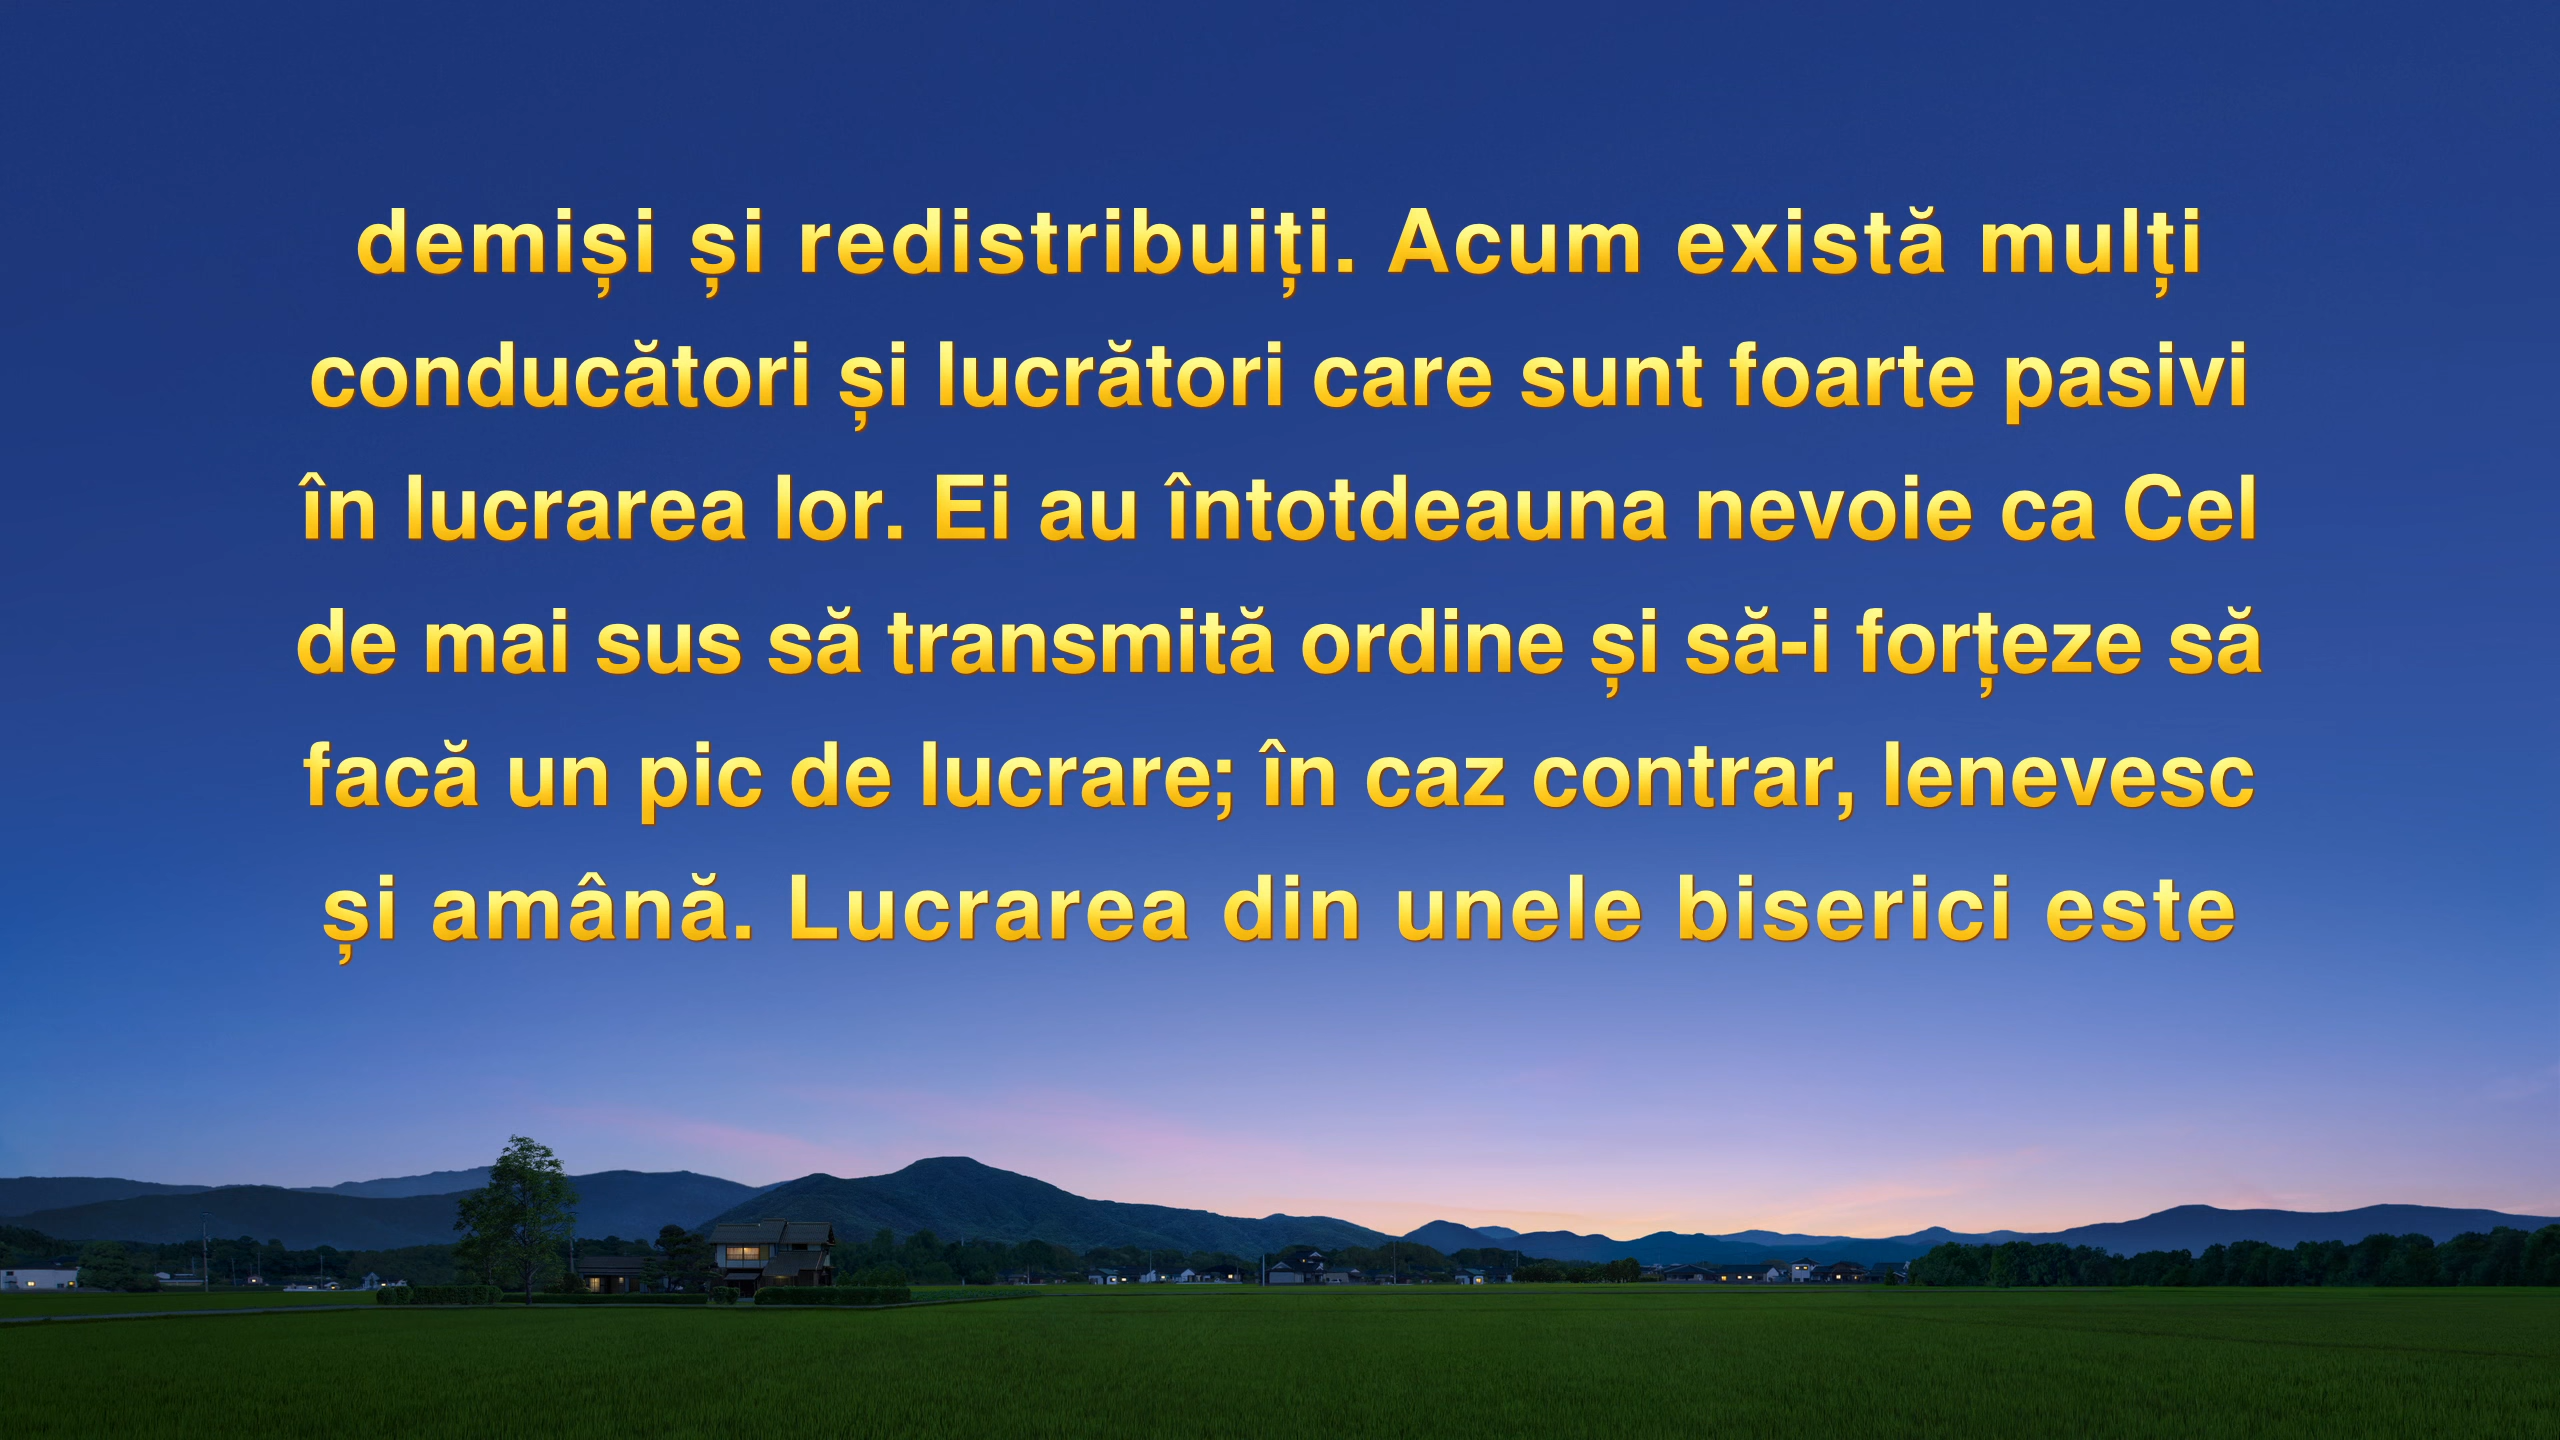 demiși și redistribuiți. Acum există mulți
conducători și lucrători care sunt foarte pasivi
în lucrarea lor. Ei au întotdeauna nevoie ca Cel
de mai sus să transmită ordine și să-i forțeze să
facă un pic de lucrare; în caz contrar, lenevesc
și amână. Lucrarea din unele biserici este